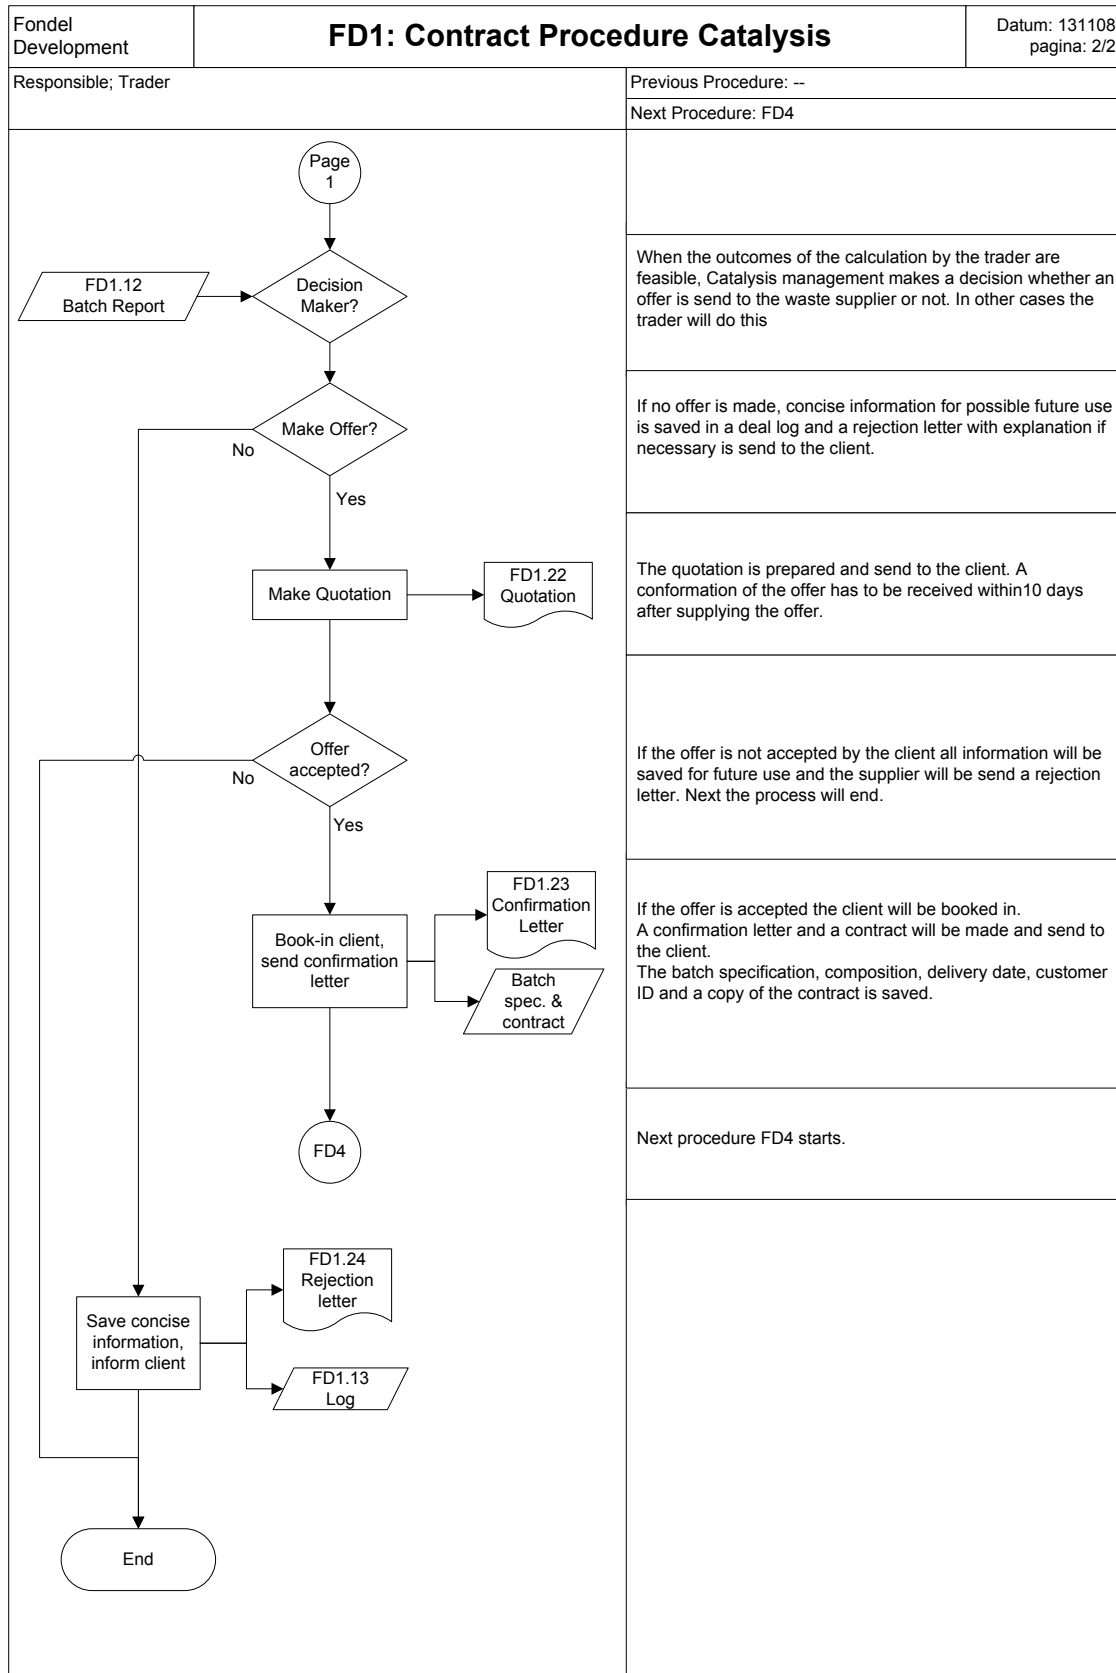 Fondel
Development
FD1: Contract Procedure Catalysis
Datum: 131108
pagina: 2/2
Responsible; Trader
Previous Procedure: --
Next Procedure: FD4
Page
1
FD1.12
Batch Report
Decision
Maker?
When the outcomes of the calculation by the trader are
feasible, Catalysis management makes a decision whether an
offer is send to the waste supplier or not. In other cases the
trader will do this
Make Offer?
No
Yes
If no offer is made, concise information for possible future use
is saved in a deal log and a rejection letter with explanation if
necessary is send to the client.
Make Quotation
FD1.22
Quotation
The quotation is prepared and send to the client. A
conformation of the offer has to be received within10 days
after supplying the offer.
Offer
accepted?
No
Yes
If the offer is not accepted by the client all information will be
saved for future use and the supplier will be send a rejection
letter. Next the process will end.
Book-in client,
send confirmation
letter
FD1.23
Confirmation
Letter
Batch
spec. &
contract
If the offer is accepted the client will be booked in.
A confirmation letter and a contract will be made and send to
the client.
The batch specification, composition, delivery date, customer
ID and a copy of the contract is saved.
FD4
Next procedure FD4 starts.
Save concise
information,
inform client
FD1.24
Rejection
letter
FD1.13
Log
End